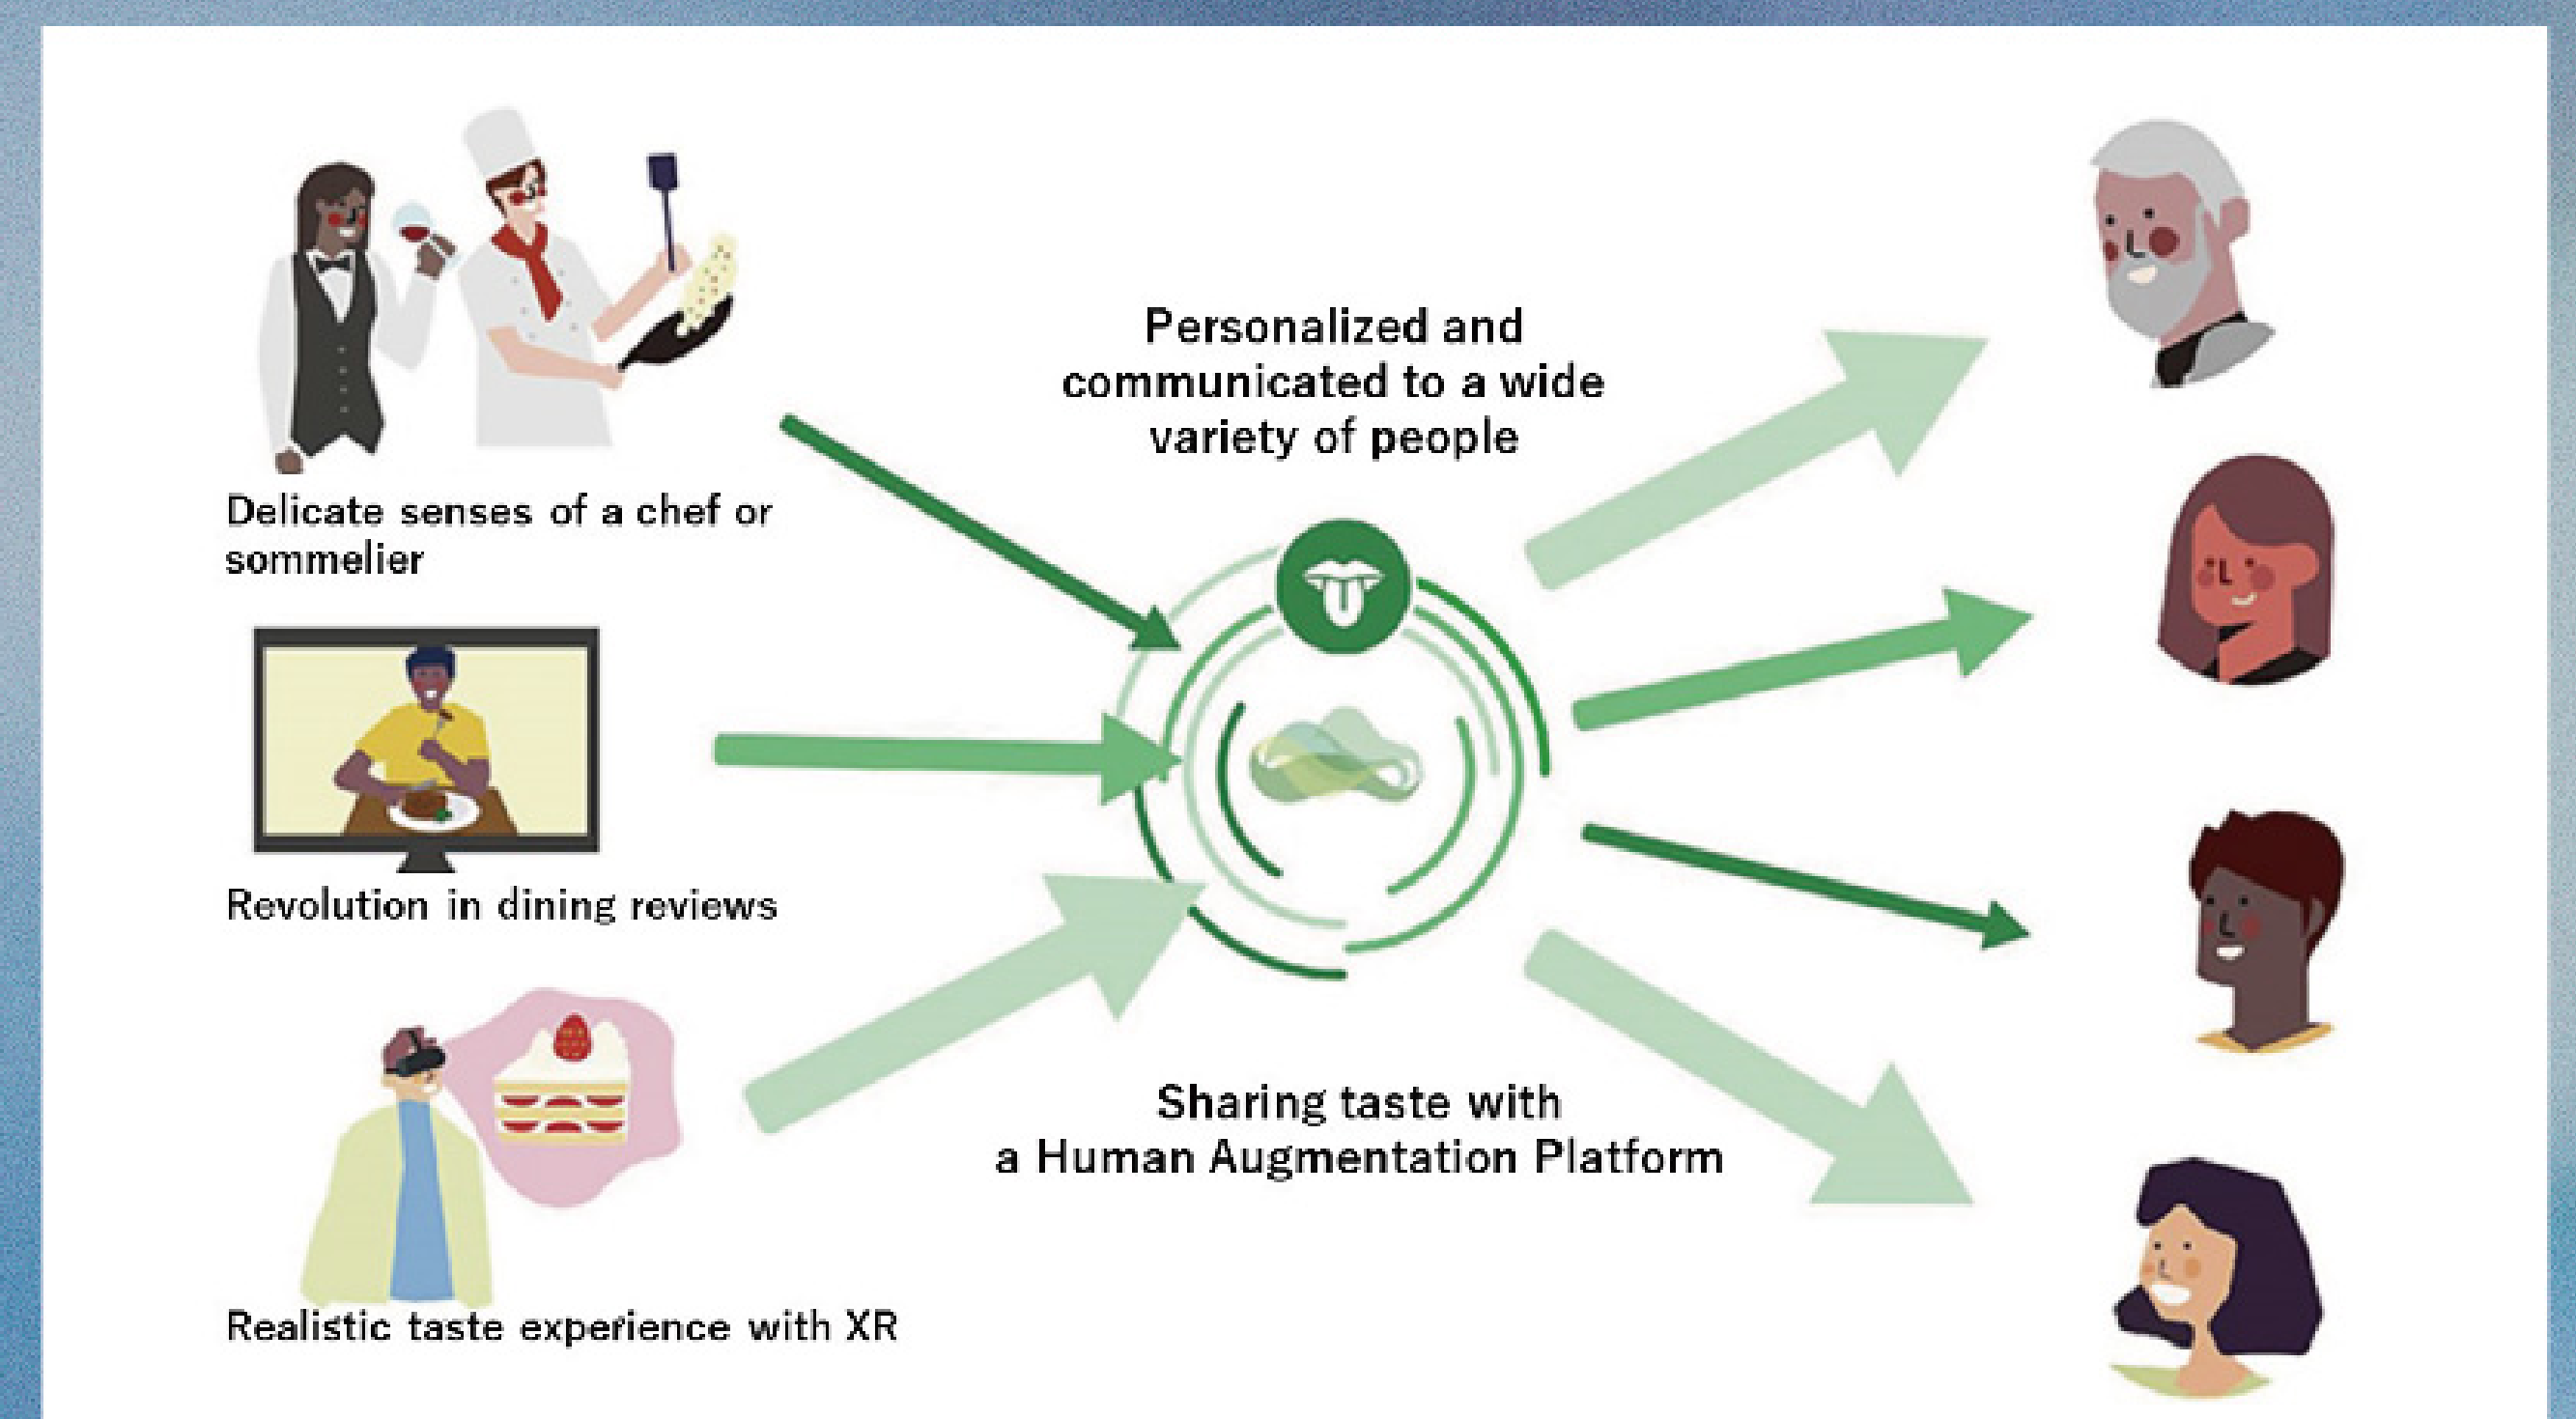 Personalized and
communicated to a wide
variety of people
Delicate senses of a chef or
sommelier
Revolution in dining reviews
Sharing taste with
a Human Augmentation Platform
Realistic taste experience with XR